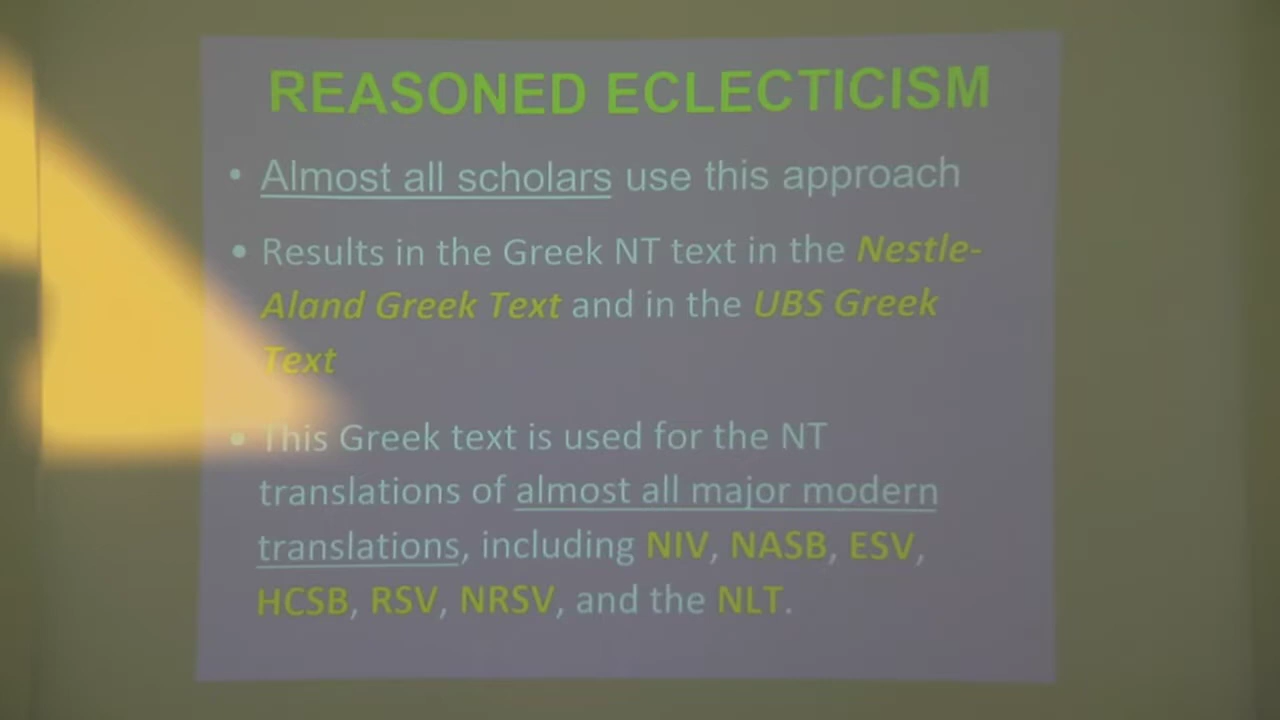 REASONED ECLECTICISM
• Almost all scholars use this approach
• Results in the Greek NT text in the Nestle-
Aland Greek Text and in the UBS Greek
Text
• This Greek text is used for the NT
translations of almost all major modern
translations, including NIV, NASB, ESV,
HCSB, RSV, NRSV, and the NLT.